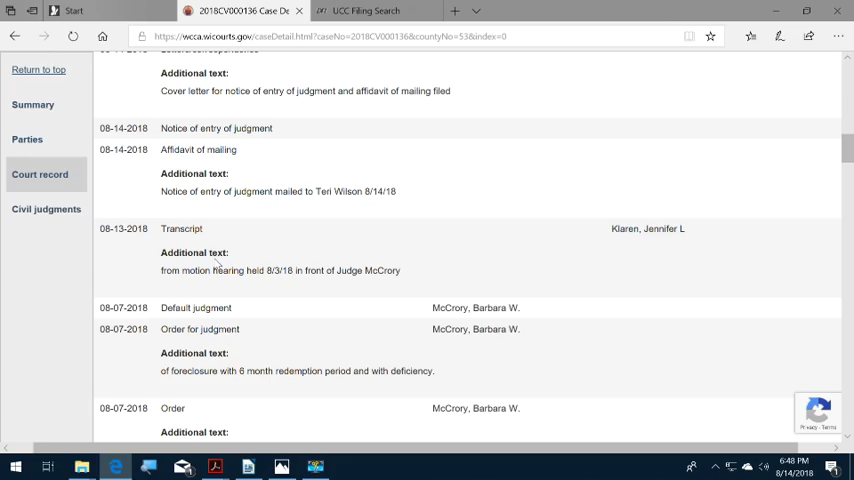 Start
2018CV000136 Case De
UCC Filing Search
https://wcca.wicourts.gov/caseDetail.html?caseNo=2018CV000136&countyNo=53&index=0
Return to top
Summary
Parties
Court record
Civil judgments
Additional text:
Cover letter for notice of entry of judgment and affidavit of mailing filed
08-14-2018 Notice of entry of judgment
08-14-2018 Affidavit of mailing
Additional text:
Notice of entry of judgment mailed to Teri Wilson 8/14/18
08-13-2018 Transcript Klaren, Jennifer L
Additional text:
from motion hearing held 8/3/18 in front of Judge McCrory
08-07-2018 Default judgment McCrory, Barbara W.
08-07-2018 Order for judgment McCrory, Barbara W.
Additional text:
of foreclosure with 6 month redemption period and with deficiency.
08-07-2018 Order McCrory, Barbara W.
Additional text:
Privacy - Terms
6:48 PM
8/14/2018